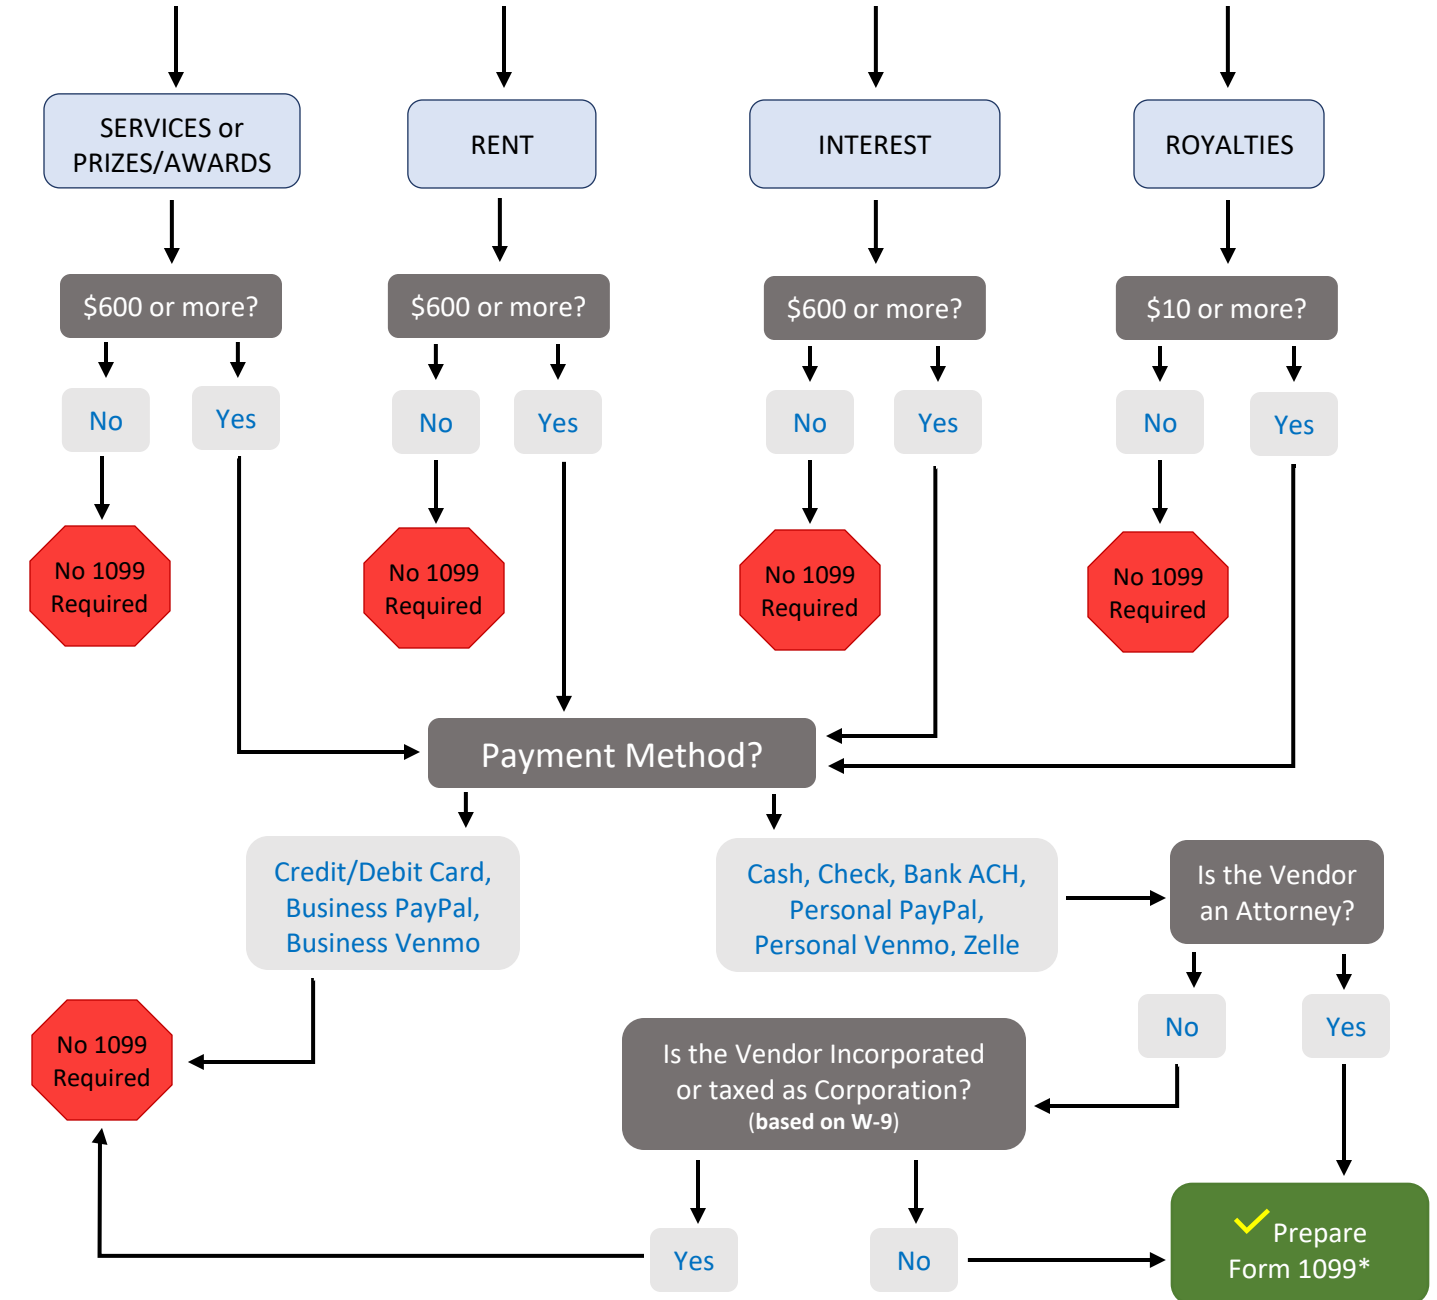 SERVICES or
PRIZES/AWARDS
RENT
INTEREST
ROYALTIES
$600 or more?
$600 or more?
$600 or more?
$10 or more?
No
Yes
No
Yes
No
Yes
No
Yes
No 1099
Required
No 1099
Required
No 1099
Required
No 1099
Required
Payment Method?
Credit/Debit Card,
Business PayPal,
Business Venmo
Cash, Check, Bank ACH,
Personal PayPal,
Personal Venmo, Zelle
Is the Vendor
an Attorney?
No
Yes
No 1099
Required
Is the Vendor Incorporated
or taxed as Corporation?
(based on W-9)
Yes
No
Prepare
Form 1099*